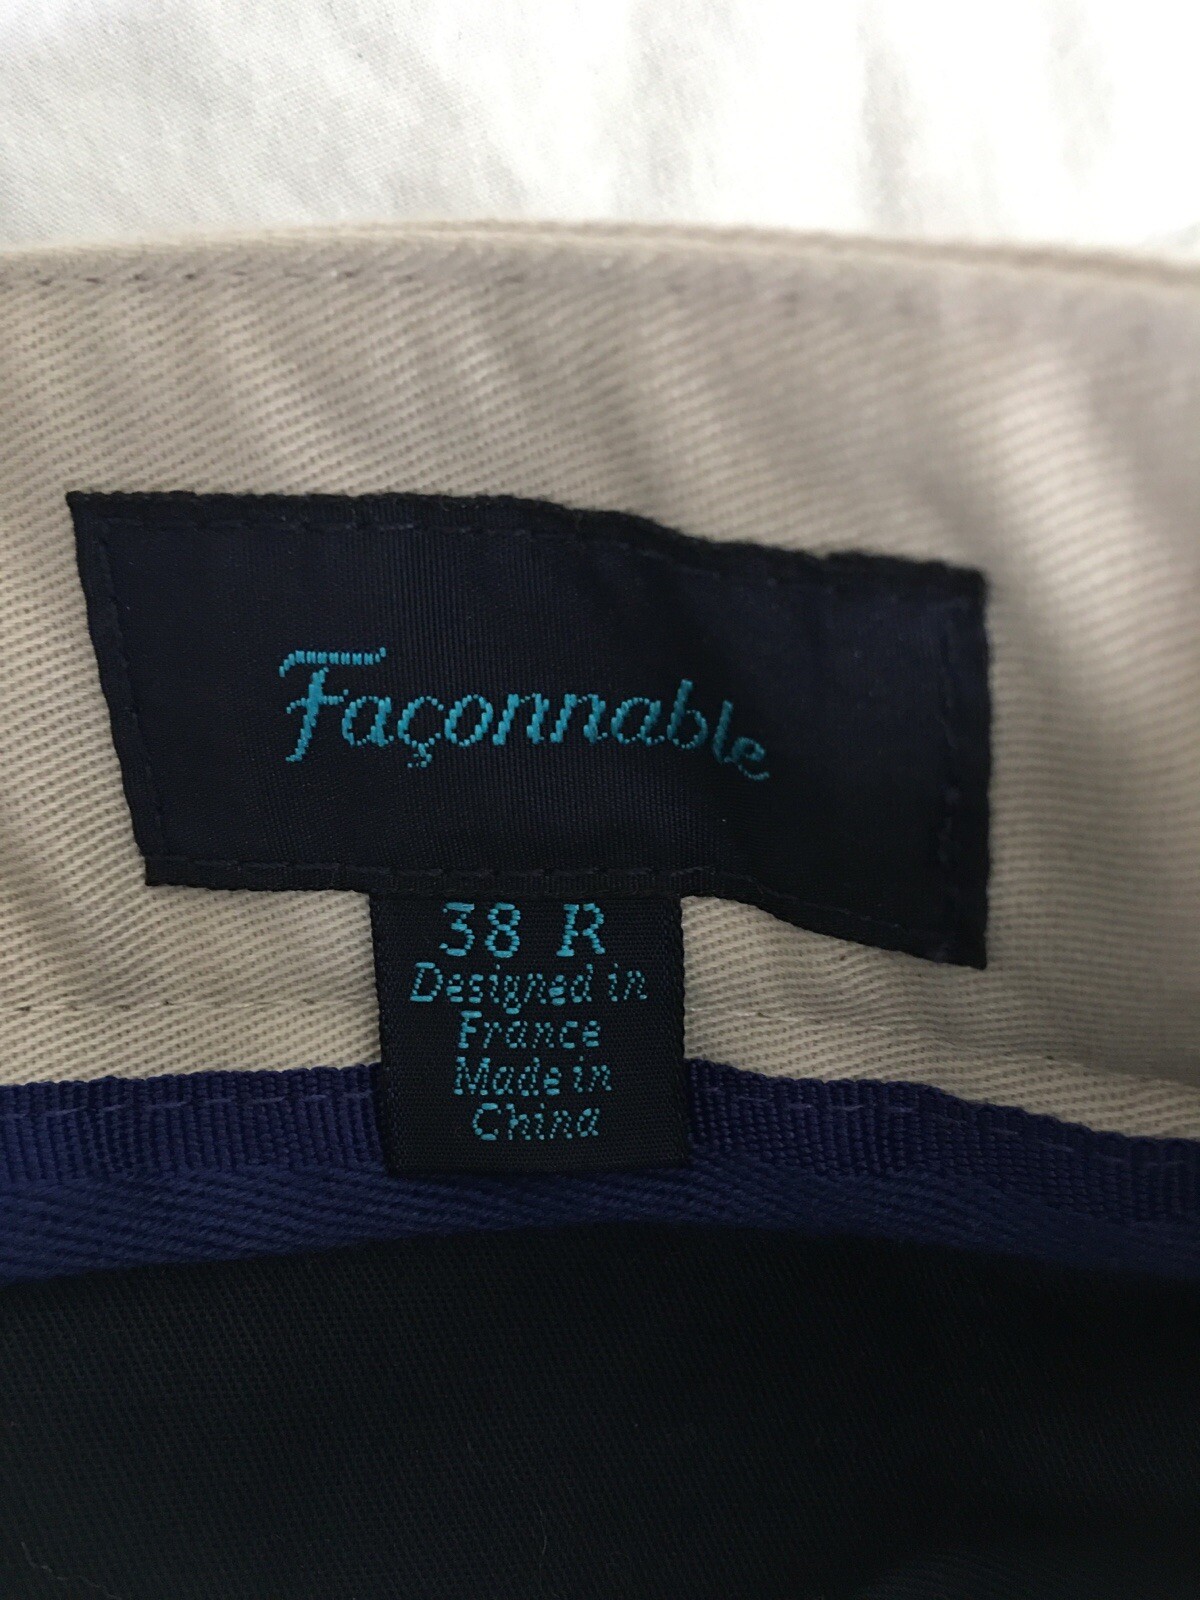 Façonnable
38 R
Designed in
France
Made in
China